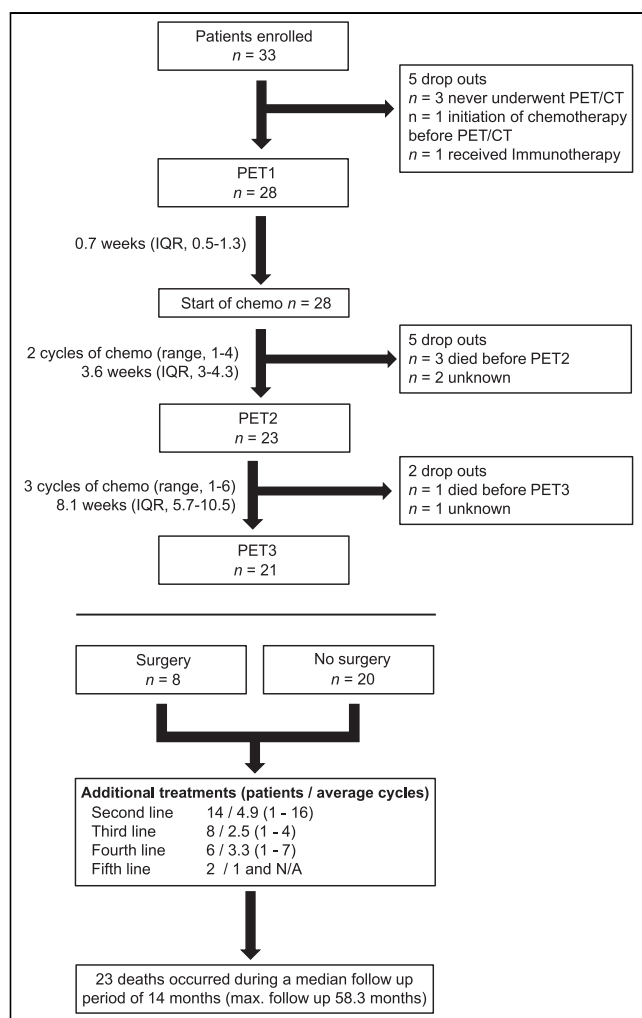 Patients enrolled
n = 33
5 drop outs
n = 3 never underwent PET/CT
n = 1 initiation of chemotherapy
before PET/CT
n = 1 received Immunotherapy
PET1
n = 28
0.7 weeks (IQR, 0.5-1.3)
Start of chemo n = 28
2 cycles of chemo (range, 1-4)
3.6 weeks (IQR, 3-4.3)
5 drop outs
n = 3 died before PET2
n = 2 unknown
PET2
n = 23
3 cycles of chemo (range, 1-6)
8.1 weeks (IQR, 5.7-10.5)
2 drop outs
n = 1 died before PET3
n = 1 unknown
PET3
n = 21
Surgery
n = 8
No surgery
n = 20
Additional treatments (patients / average cycles)
Second line 14 / 4.9 (1 - 16)
Third line 8 / 2.5 (1 - 4)
Fourth line 6 / 3.3 (1 - 7)
Fifth line 2 / 1 and N/A
23 deaths occurred during a median follow up
period of 14 months (max. follow up 58.3 months)